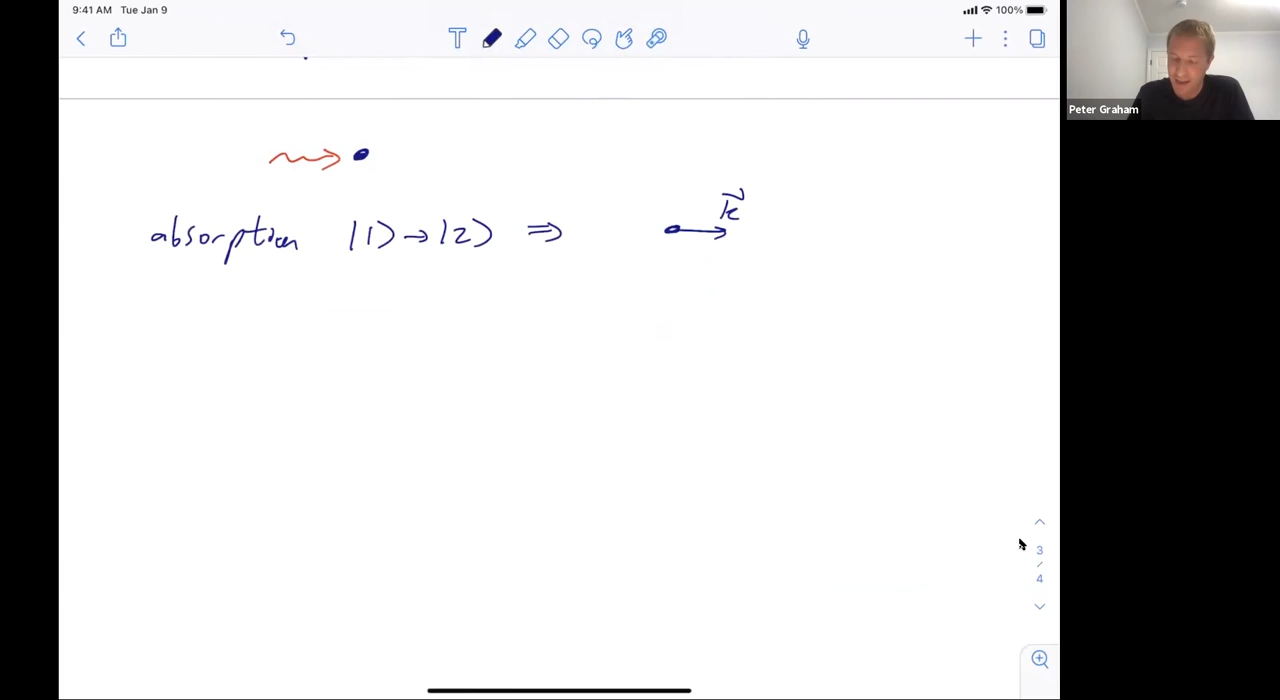 9:41 AM Tue Jan 9
100%
Peter Graham
T
k⃗
absorption |1⟩→|2⟩ ⇒
3
/
4